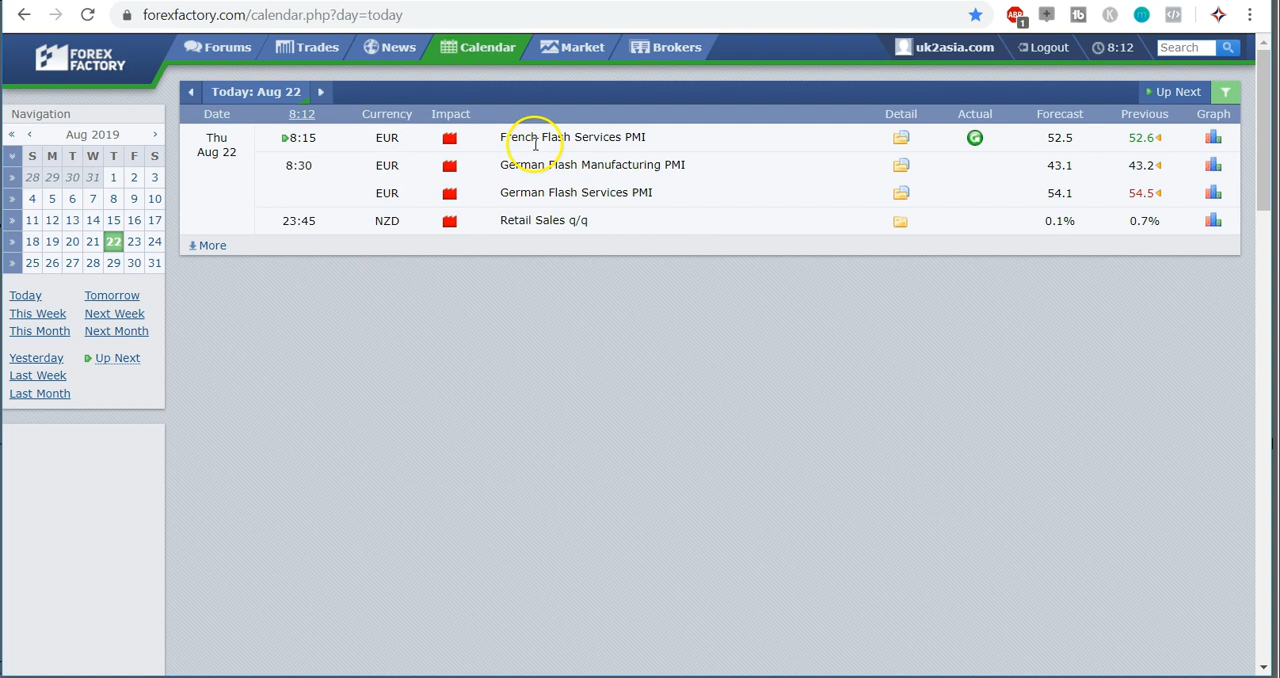 forexfactory.com/calendar.php?day=today
ABP
1
tb
K
m
FOREX
FACTORY
Forums
Trades
News
Calendar
Market
Brokers
uk2asia.com
Logout
8:12
Search
Navigation
« ‹ Aug 2019 ›
S M T W T F S
» 28 29 30 31 1 2 3
» 4 5 6 7 8 9 10
» 11 12 13 14 15 16 17
» 18 19 20 21 22 23 24
» 25 26 27 28 29 30 31
Today Tomorrow
This Week Next Week
This Month Next Month
Yesterday Up Next
Last Week
Last Month
Today: Aug 22
Up Next
Date 8:12 Currency Impact Detail Actual Forecast Previous Graph
Thu
Aug 22
8:15 EUR French Flash Services PMI 52.5 52.6
8:30 EUR German Flash Manufacturing PMI 43.1 43.2
EUR German Flash Services PMI 54.1 54.5
23:45 NZD Retail Sales q/q 0.1% 0.7%
More